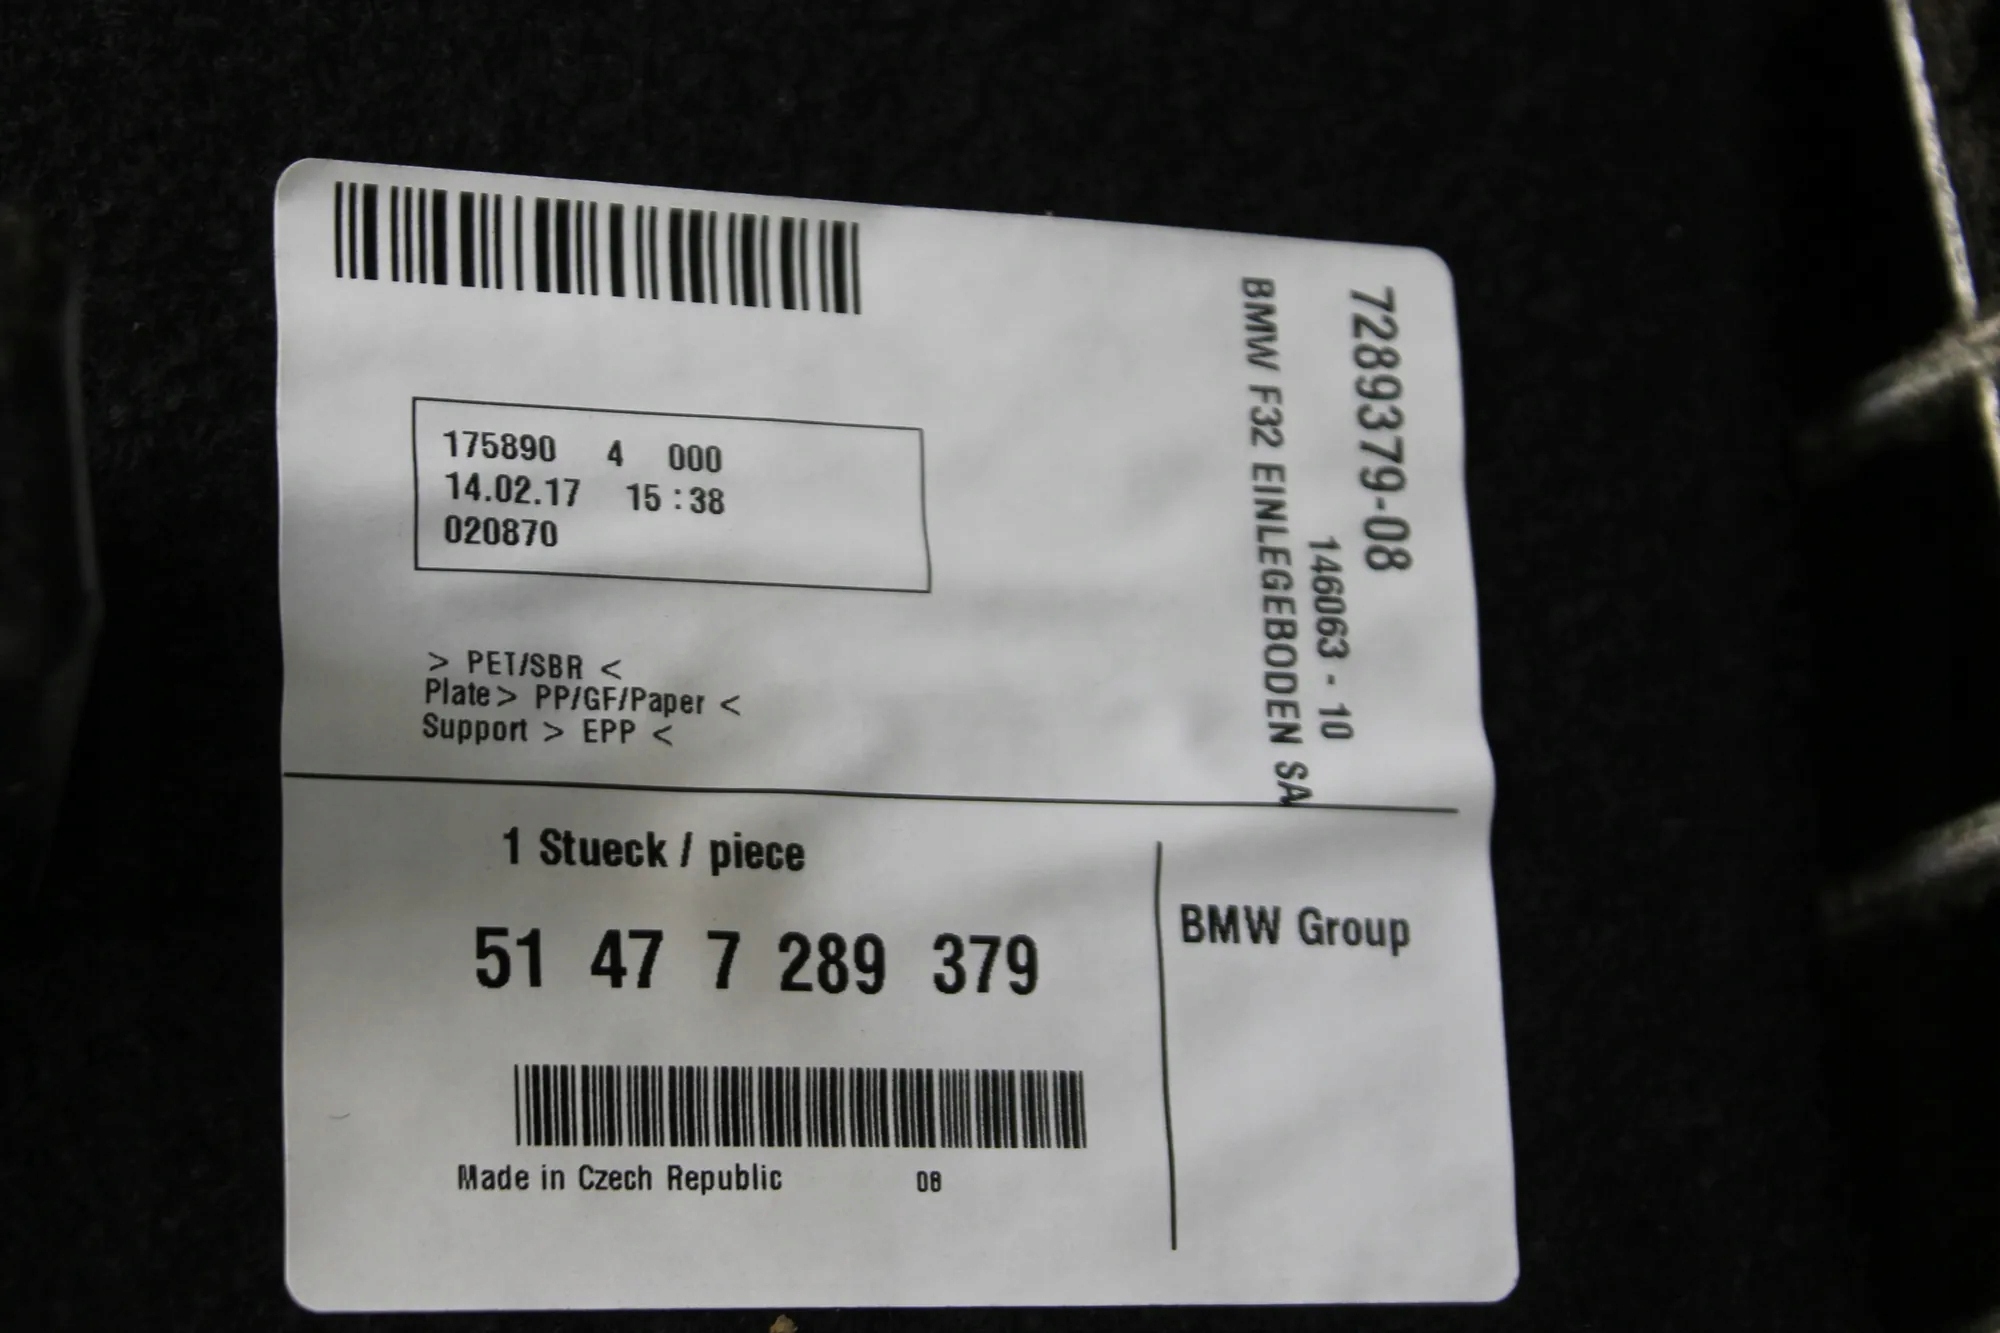 175890 4 000
14.02.17 15:38
020870
> PET/SBR <
Plate> PP/GF/Paper <
Support > EPP <
7289379-08
146063 - 10
BMW F32 EINLEGEBODEN SA
1 Stueck / piece
51 47 7 289 379
BMW Group
Made in Czech Republic 08